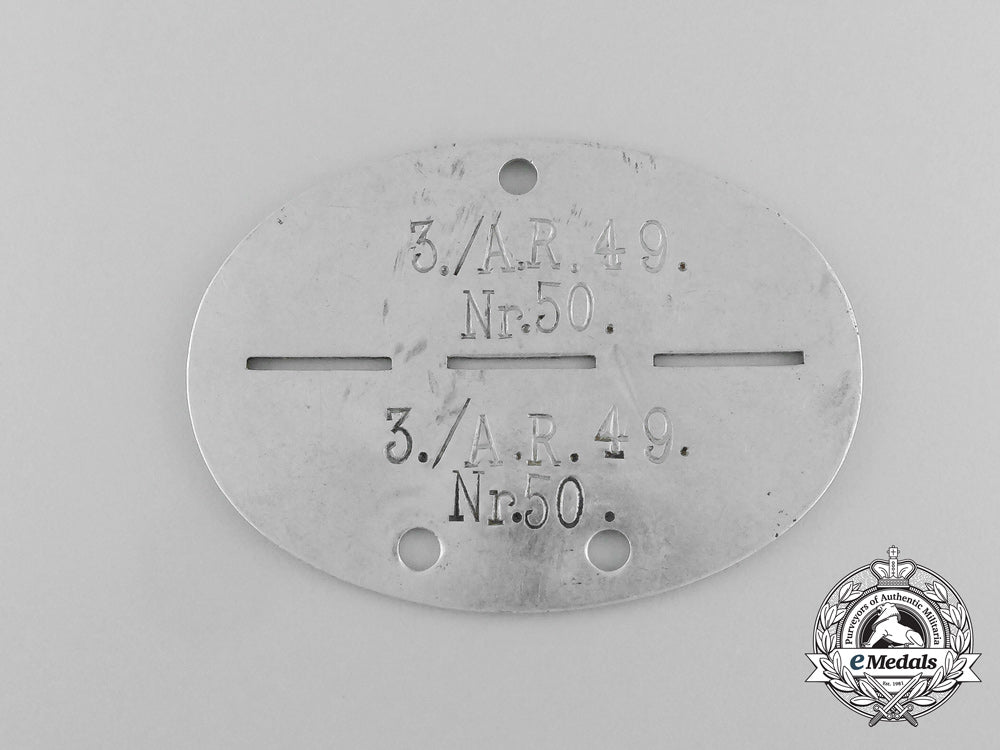 3./A.R.49.
Nr.50.
3./A.R.49.
Nr.50.
Purveyors of Authentic Militaria
eMedals
Est. 1981